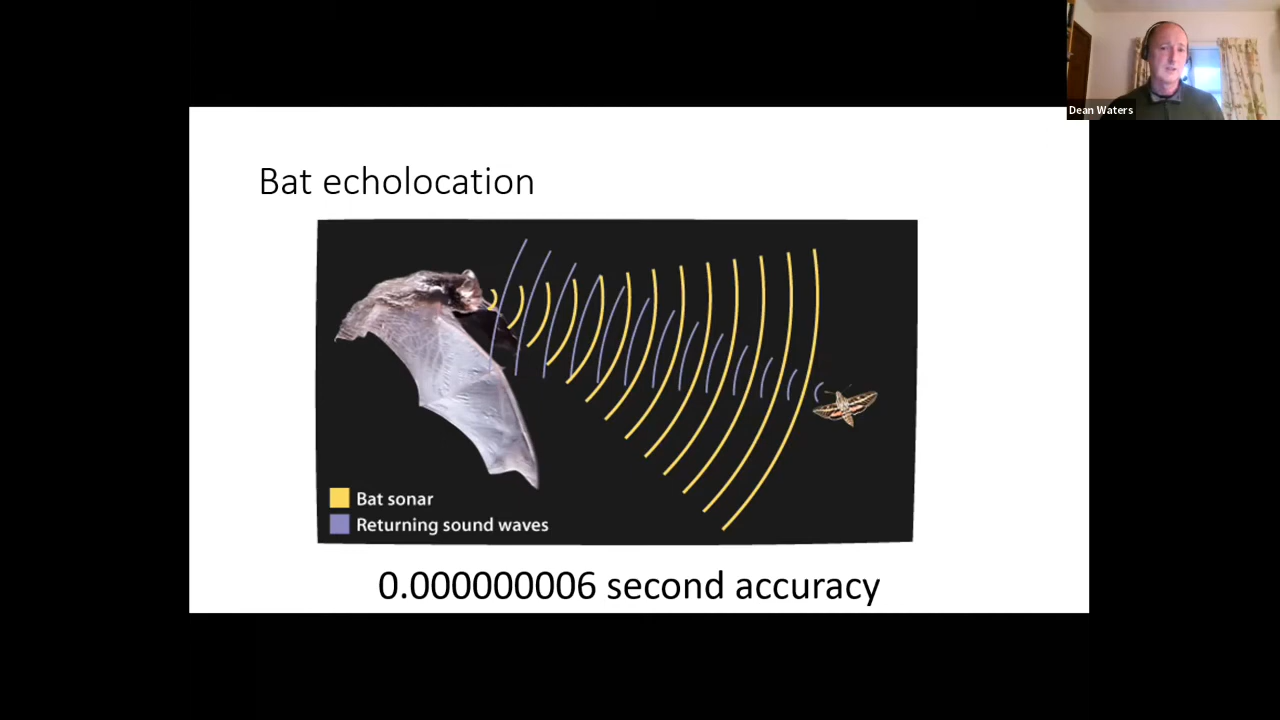 Dean Waters
Bat echolocation
Bat sonar
Returning sound waves
0.000000006 second accuracy